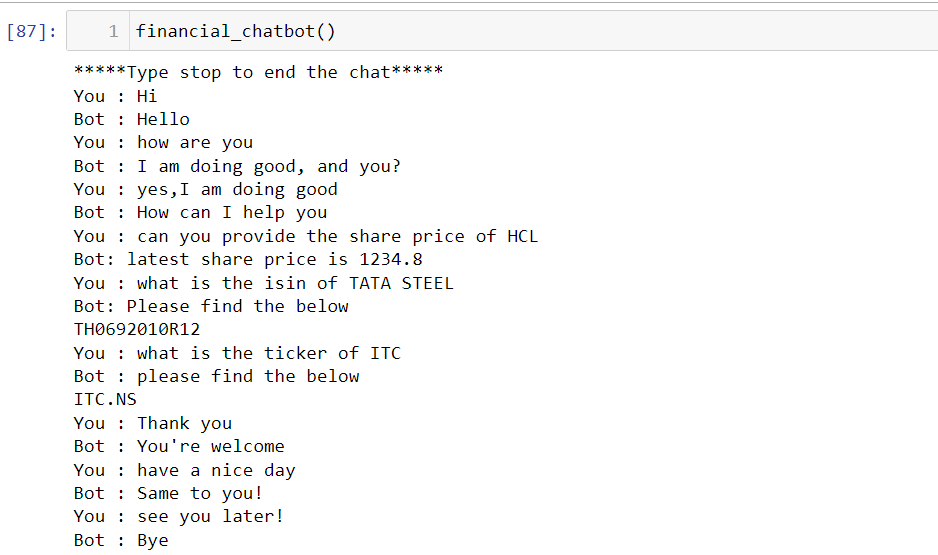 [87]: 1 financial_chatbot()
*****Type stop to end the chat*****
You : Hi
Bot : Hello
You : how are you
Bot : I am doing good, and you?
You : yes,I am doing good
Bot : How can I help you
You : can you provide the share price of HCL
Bot: latest share price is 1234.8
You : what is the isin of TATA STEEL
Bot: Please find the below
TH0692010R12
You : what is the ticker of ITC
Bot : please find the below
ITC.NS
You : Thank you
Bot : You're welcome
You : have a nice day
Bot : Same to you!
You : see you later!
Bot : Bye